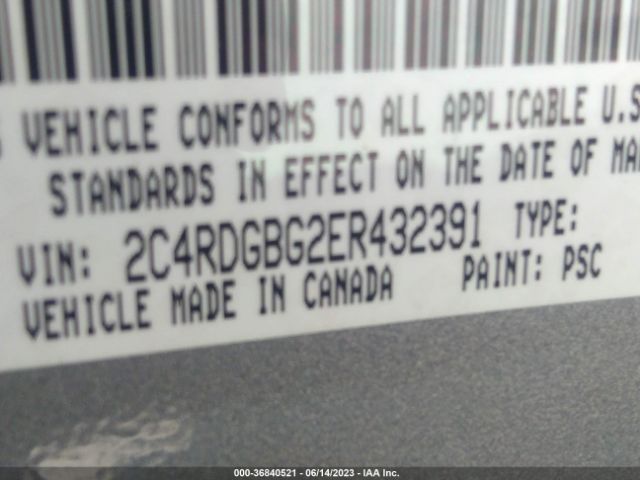 VEHICLE CONFORMS TO ALL APPLICABLE U.S
STANDARDS IN EFFECT ON THE DATE OF MA
VIN: 2C4RDGBG2ER432391 TYPE:
VEHICLE MADE IN CANADA PAINT: PSC
000-36840521 - 06/14/2023 - IAA Inc.